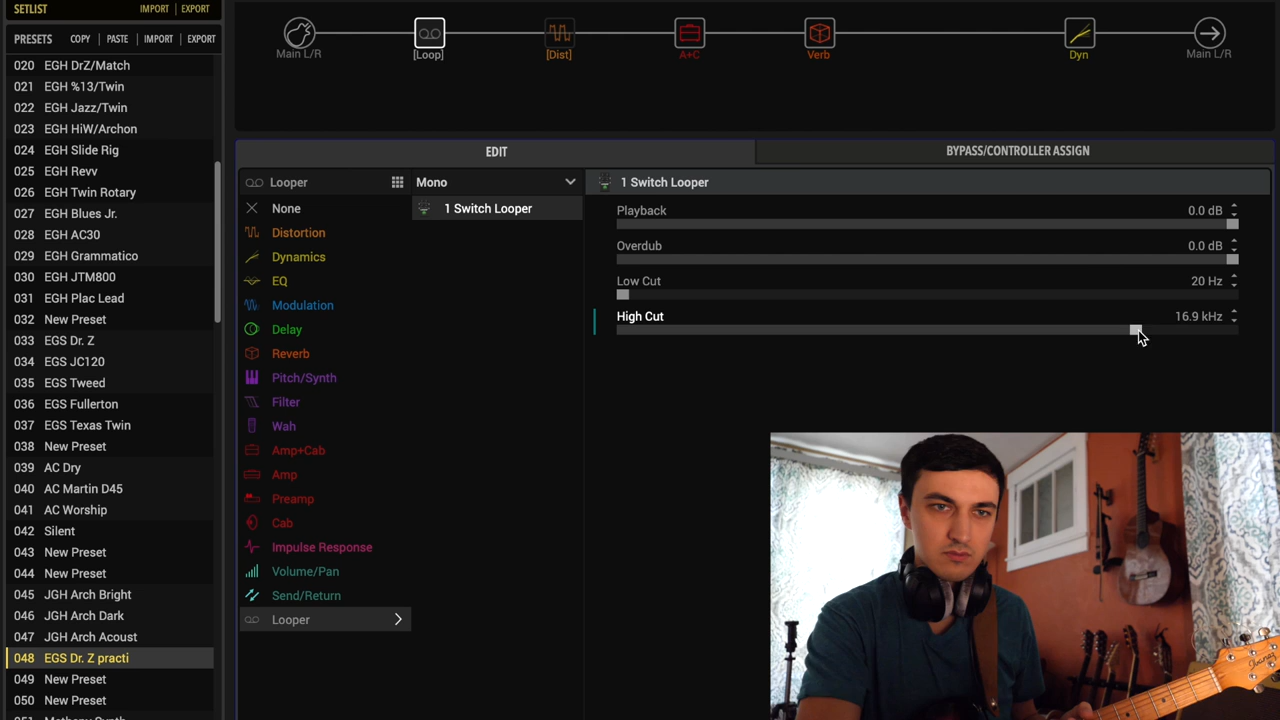 SETLIST IMPORT | EXPORT
PRESETS COPY | PASTE | IMPORT | EXPORT
020 EGH DrZ/Match
021 EGH %13/Twin
022 EGH Jazz/Twin
023 EGH HiW/Archon
024 EGH Slide Rig
025 EGH Revv
026 EGH Twin Rotary
027 EGH Blues Jr.
028 EGH AC30
029 EGH Grammatico
030 EGH JTM800
031 EGH Plac Lead
032 New Preset
033 EGS Dr. Z
034 EGS JC120
035 EGS Tweed
036 EGS Fullerton
037 EGS Texas Twin
038 New Preset
039 AC Dry
040 AC Martin D45
041 AC Worship
042 Silent
043 New Preset
044 New Preset
045 JGH Arch Bright
046 JGH Arch Dark
047 JGH Arch Acoust
048 EGS Dr. Z practi
049 New Preset
050 New Preset
Main L/R
[Loop]
[Dist]
A+C
Verb
Dyn
Main L/R
EDIT
BYPASS/CONTROLLER ASSIGN
Looper
None
Distortion
Dynamics
EQ
Modulation
Delay
Reverb
Pitch/Synth
Filter
Wah
Amp+Cab
Amp
Preamp
Cab
Impulse Response
Volume/Pan
Send/Return
Looper
Mono
1 Switch Looper
1 Switch Looper
Playback 0.0 dB
Overdub 0.0 dB
Low Cut 20 Hz
High Cut 16.9 kHz
Ibanez